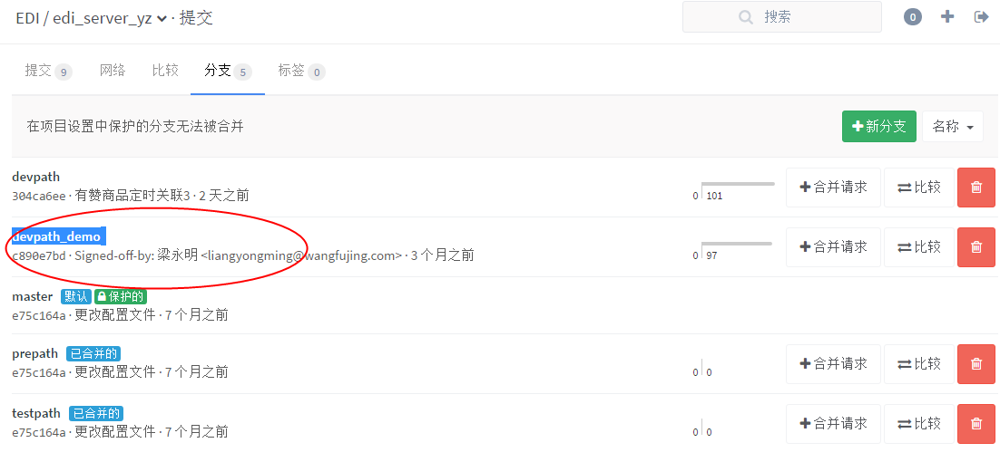 EDI / edi_server_yz · 提交
搜索
0
提交 9 网络 比较 分支 5 标签 0
在项目设置中保护的分支无法被合并
新分支 名称
devpath
304ca6ee · 有赞商品定时关联3 · 2 天之前
0 101 合并请求 比较
devpath_demo
c890e7bd · Signed-off-by: 梁永明 <liangyongming@wangfujing.com> · 3 个月之前
0 97 合并请求 比较
master 默认 保护的
e75c164a · 更改配置文件 · 7 个月之前
prepath 已合并的
e75c164a · 更改配置文件 · 7 个月之前
0 0 合并请求 比较
testpath 已合并的
e75c164a · 更改配置文件 · 7 个月之前
0 0 合并请求 比较